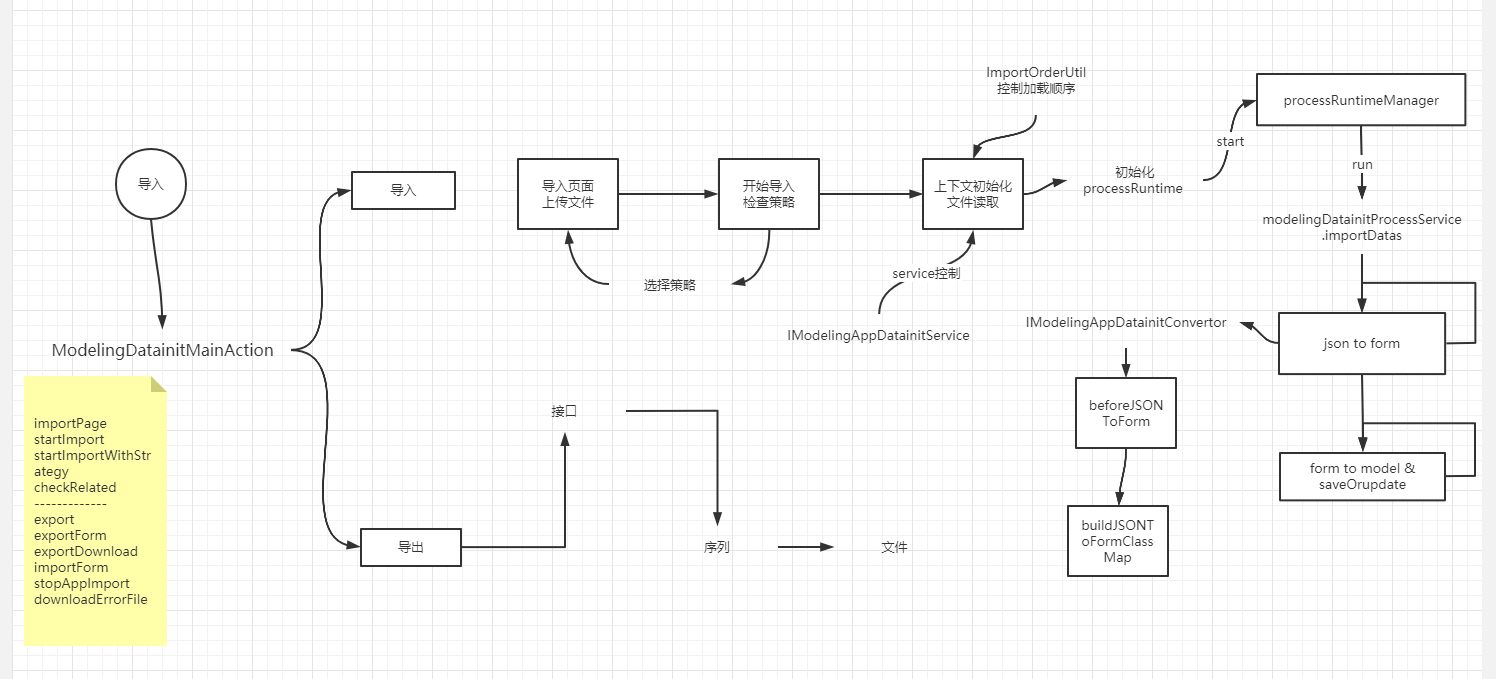 导入
ModelingDatainitMainAction
importPage
startImport
startImportWithStr
ategy
checkRelated
-------------
export
exportForm
exportDownload
importForm
stopAppImport
downloadErrorFile
导入
导入页面
上传文件
开始导入
检查策略
选择策略
ImportOrderUtil
控制加载顺序
上下文初始化
文件读取
service控制
IModelingAppDatainitService
初始化
processRuntime
start
processRuntimeManager
run
modelingDatainitProcessService
.importDatas
json to form
IModelingAppDatainitConvertor
beforeJSON
ToForm
buildJSONT
oFormClass
Map
form to model &
saveOrupdate
导出
接口
序列
文件